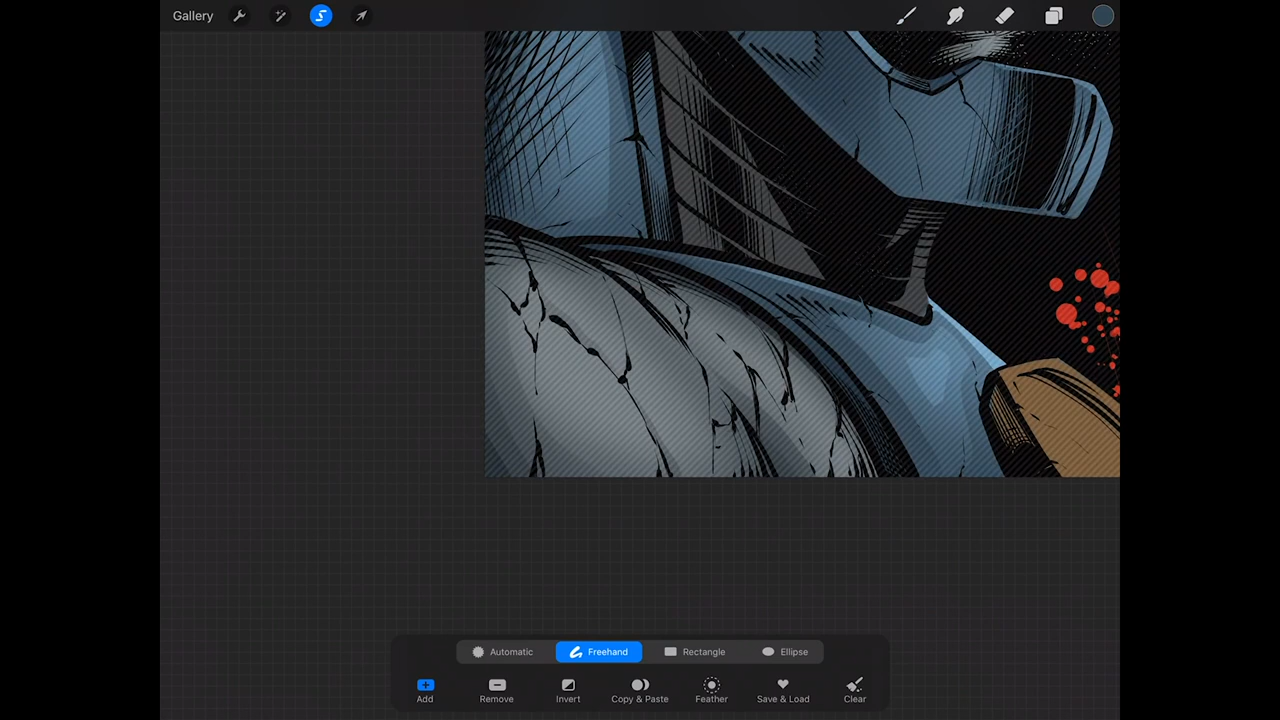 Gallery
Automatic Freehand Rectangle Ellipse
Add Remove Invert Copy & Paste Feather Save & Load Clear